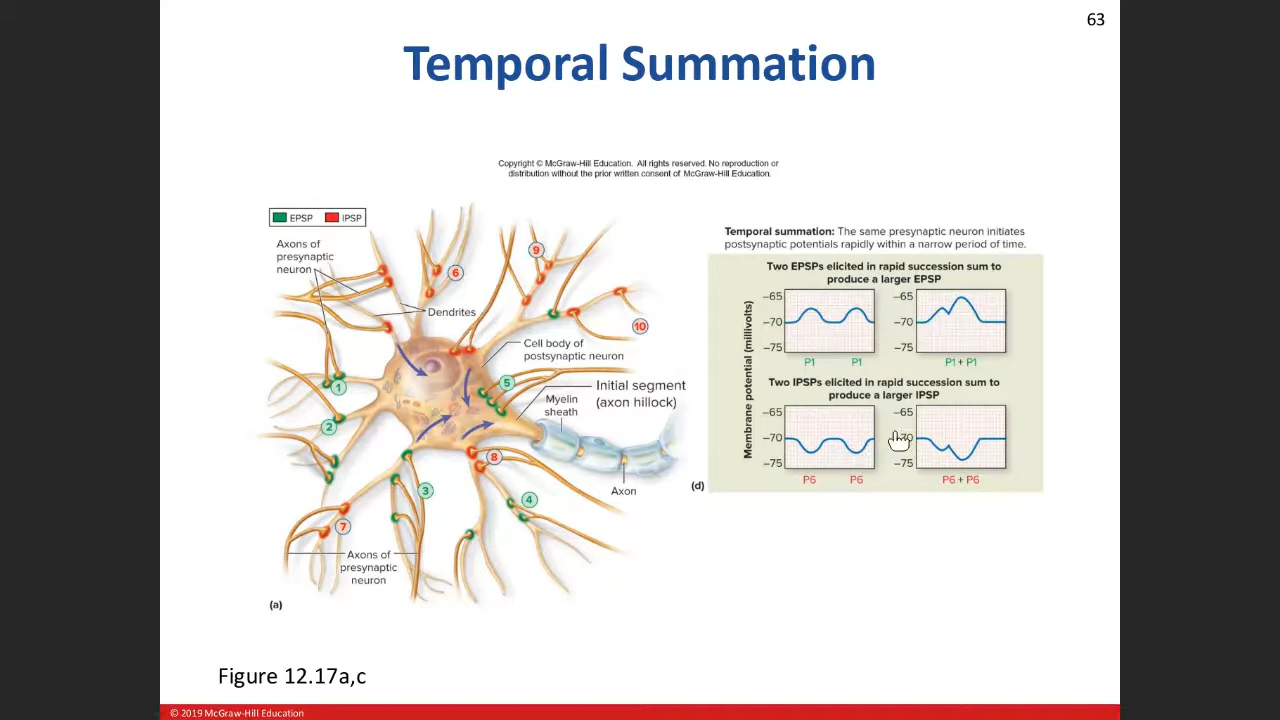 63
Temporal Summation
Copyright © McGraw-Hill Education. All rights reserved. No reproduction or
distribution without the prior written consent of McGraw-Hill Education.
EPSP IPSP
Axons of
presynaptic
neuron
Dendrites
Cell body of
postsynaptic neuron
Initial segment
(axon hillock)
Myelin
sheath
Axon
Axons of
presynaptic
neuron
1
2
3
4
5
6
7
8
9
10
(a)
Temporal summation: The same presynaptic neuron initiates
postsynaptic potentials rapidly within a narrow period of time.
Two EPSPs elicited in rapid succession sum to
produce a larger EPSP
Membrane potential (millivolts)
–65
–70
–75
P1 P1
–65
–70
–75
P1 + P1
Two IPSPs elicited in rapid succession sum to
produce a larger IPSP
–65
–70
–75
P6 P6
–65
–75
P6 + P6
(d)
Figure 12.17a,c
© 2019 McGraw-Hill Education